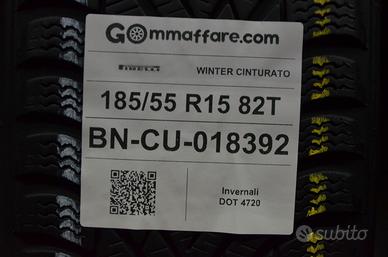 GOmmaffare.com
PIRELLI WINTER CINTURATO
185/55 R15 82T
BN-CU-018392
Invernali
DOT 4720
subito